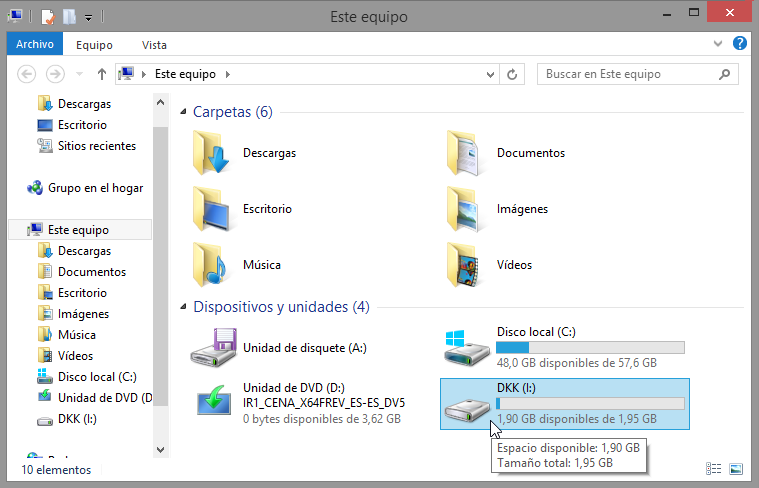 Este equipo
Archivo
Equipo
Vista
Este equipo
Buscar en Este equipo
Descargas
Escritorio
Sitios recientes
Grupo en el hogar
Este equipo
Descargas
Documentos
Escritorio
Imágenes
Música
Vídeos
Disco local (C:)
Unidad de DVD (D
DKK (I:)
Carpetas (6)
Descargas
Documentos
Escritorio
Imágenes
Música
Vídeos
Dispositivos y unidades (4)
Unidad de disquete (A:)
Disco local (C:)
48,0 GB disponibles de 57,6 GB
Unidad de DVD (D:)
IR1_CENA_X64FREV_ES-ES_DV5
0 bytes disponibles de 3,62 GB
DKK (I:)
1,90 GB disponibles de 1,95 GB
Espacio disponible: 1,90 GB
Tamaño total: 1,95 GB
10 elementos